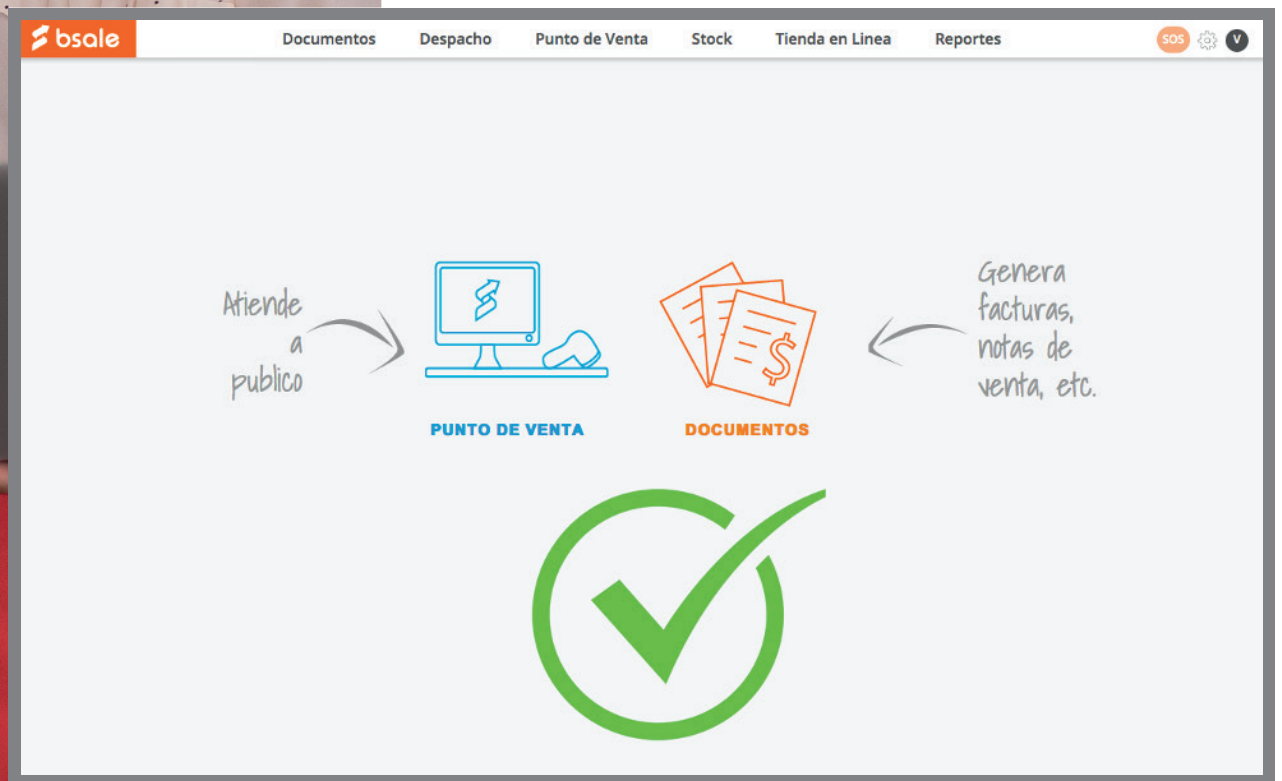 bsale
Documentos Despacho Punto de Venta Stock Tienda en Linea Reportes SOS V
Atiende
a
publico
PUNTO DE VENTA
$
DOCUMENTOS
Genera
facturas,
notas de
venta, etc.